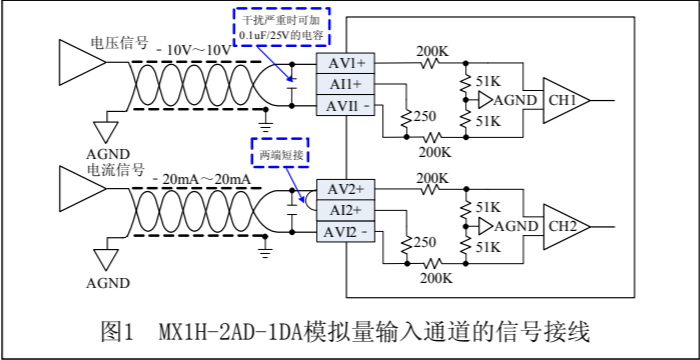 干扰严重时可加
0.1uF/25V的电容
电压信号
-10V～10V
AGND
AV1+
AI1+
AVI1-
200K
51K
AGND
51K
250
200K
CH1
电流信号
-20mA～20mA
两端短接
AGND
AV2+
AI2+
AVI2-
200K
51K
AGND
51K
250
200K
CH2
图1 MX1H-2AD-1DA模拟量输入通道的信号接线